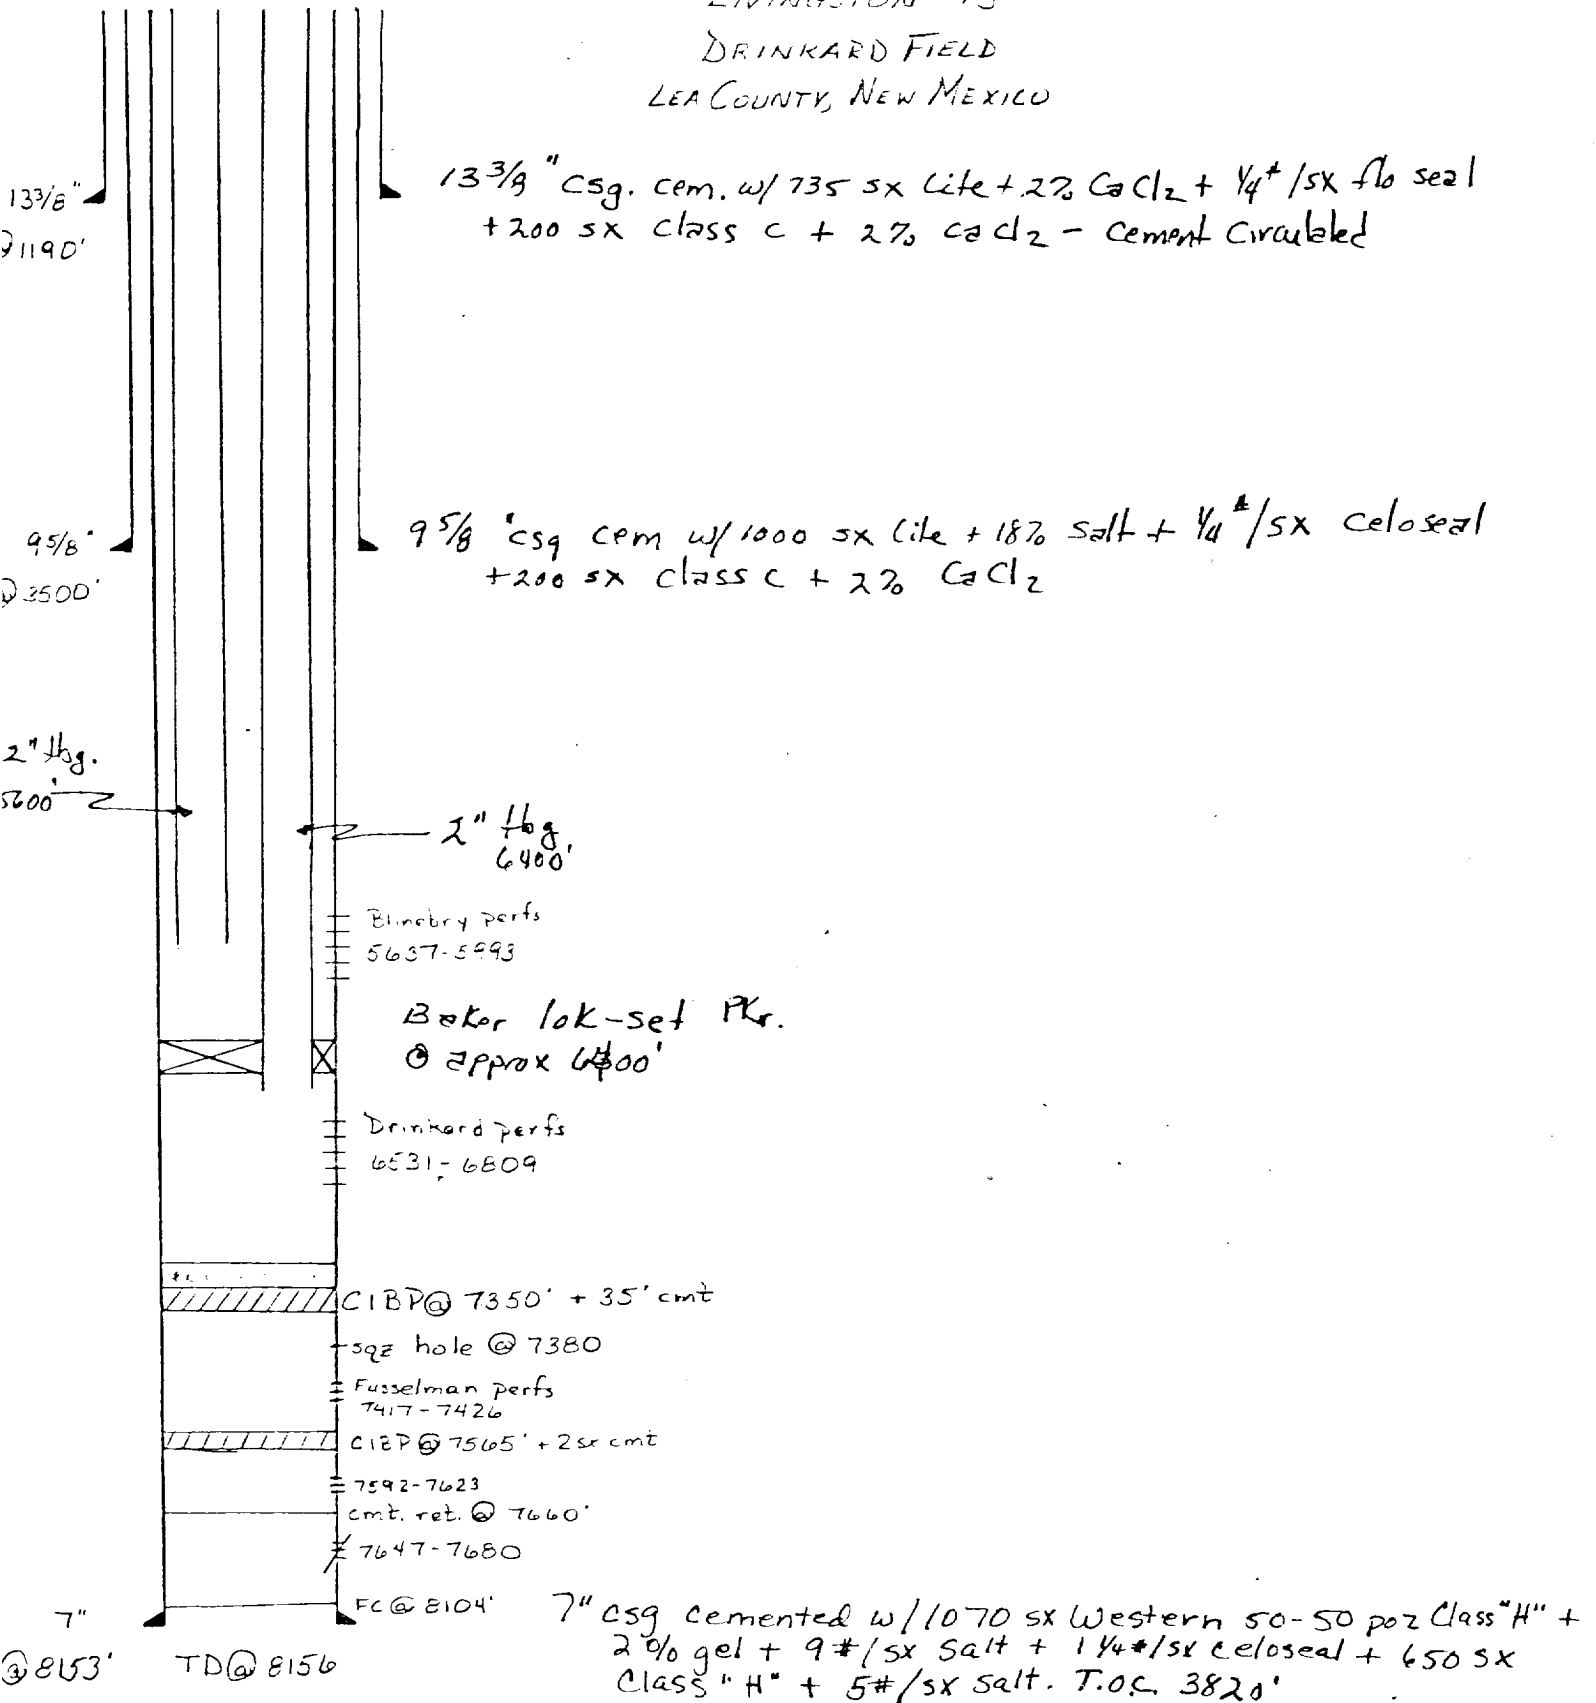 DRINKARD FIELD
LEA COUNTY, NEW MEXICO
13 3/8"
@1190'
13 3/8" csg. cem. w/ 735 sx Lite + 2% CaCl2 + 1/4# /sx flo seal
+ 200 sx class c + 2% CaCl2 - Cement Circulated
9 5/8"
@ 3500'
9 5/8" csg cem w/ 1000 sx Lite + 18% salt + 1/4 #/sx Celoseal
+ 200 sx class c + 2% CaCl2
2" tbg.
5600'
2" tbg
6400'
Blinebry perfs
5637-5993
Baker lok-set Pkr.
@ approx 6400'
Drinkard perfs
6531-6809
CIBP@ 7350' + 35' cmt
sqz hole @ 7380
Fusselman perfs
7417-7426
CIBP@ 7565' + 2sx cmt
7592-7623
cmt. ret. @ 7660'
7647-7680
FC@ 8104'
7"
@ 8153'
TD@ 8156
7" csg cemented w/ 1070 sx Western 50-50 poz Class "H" +
2% gel + 9 #/sx salt + 1 1/4 #/sx celoseal + 650 sx
Class "H" + 5#/sx salt. T.O.C. 3820'